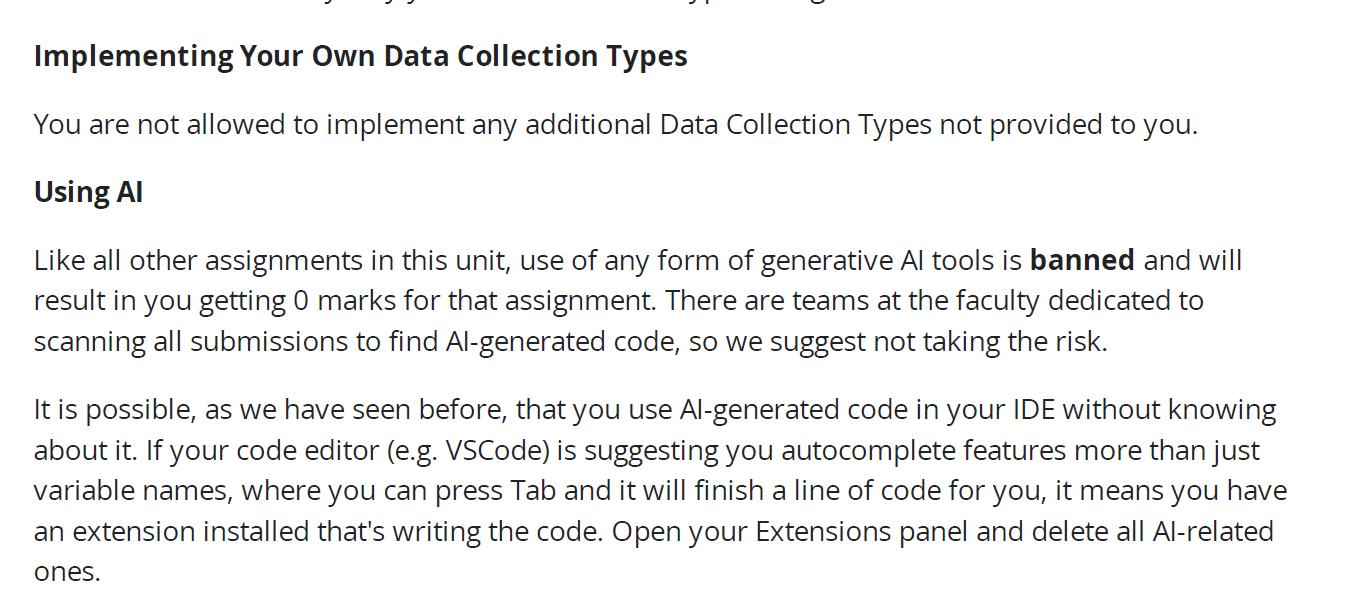 Implementing Your Own Data Collection Types
You are not allowed to implement any additional Data Collection Types not provided to you.
Using AI
Like all other assignments in this unit, use of any form of generative AI tools is banned and will
result in you getting 0 marks for that assignment. There are teams at the faculty dedicated to
scanning all submissions to find AI-generated code, so we suggest not taking the risk.
It is possible, as we have seen before, that you use AI-generated code in your IDE without knowing
about it. If your code editor (e.g. VSCode) is suggesting you autocomplete features more than just
variable names, where you can press Tab and it will finish a line of code for you, it means you have
an extension installed that's writing the code. Open your Extensions panel and delete all AI-related
ones.